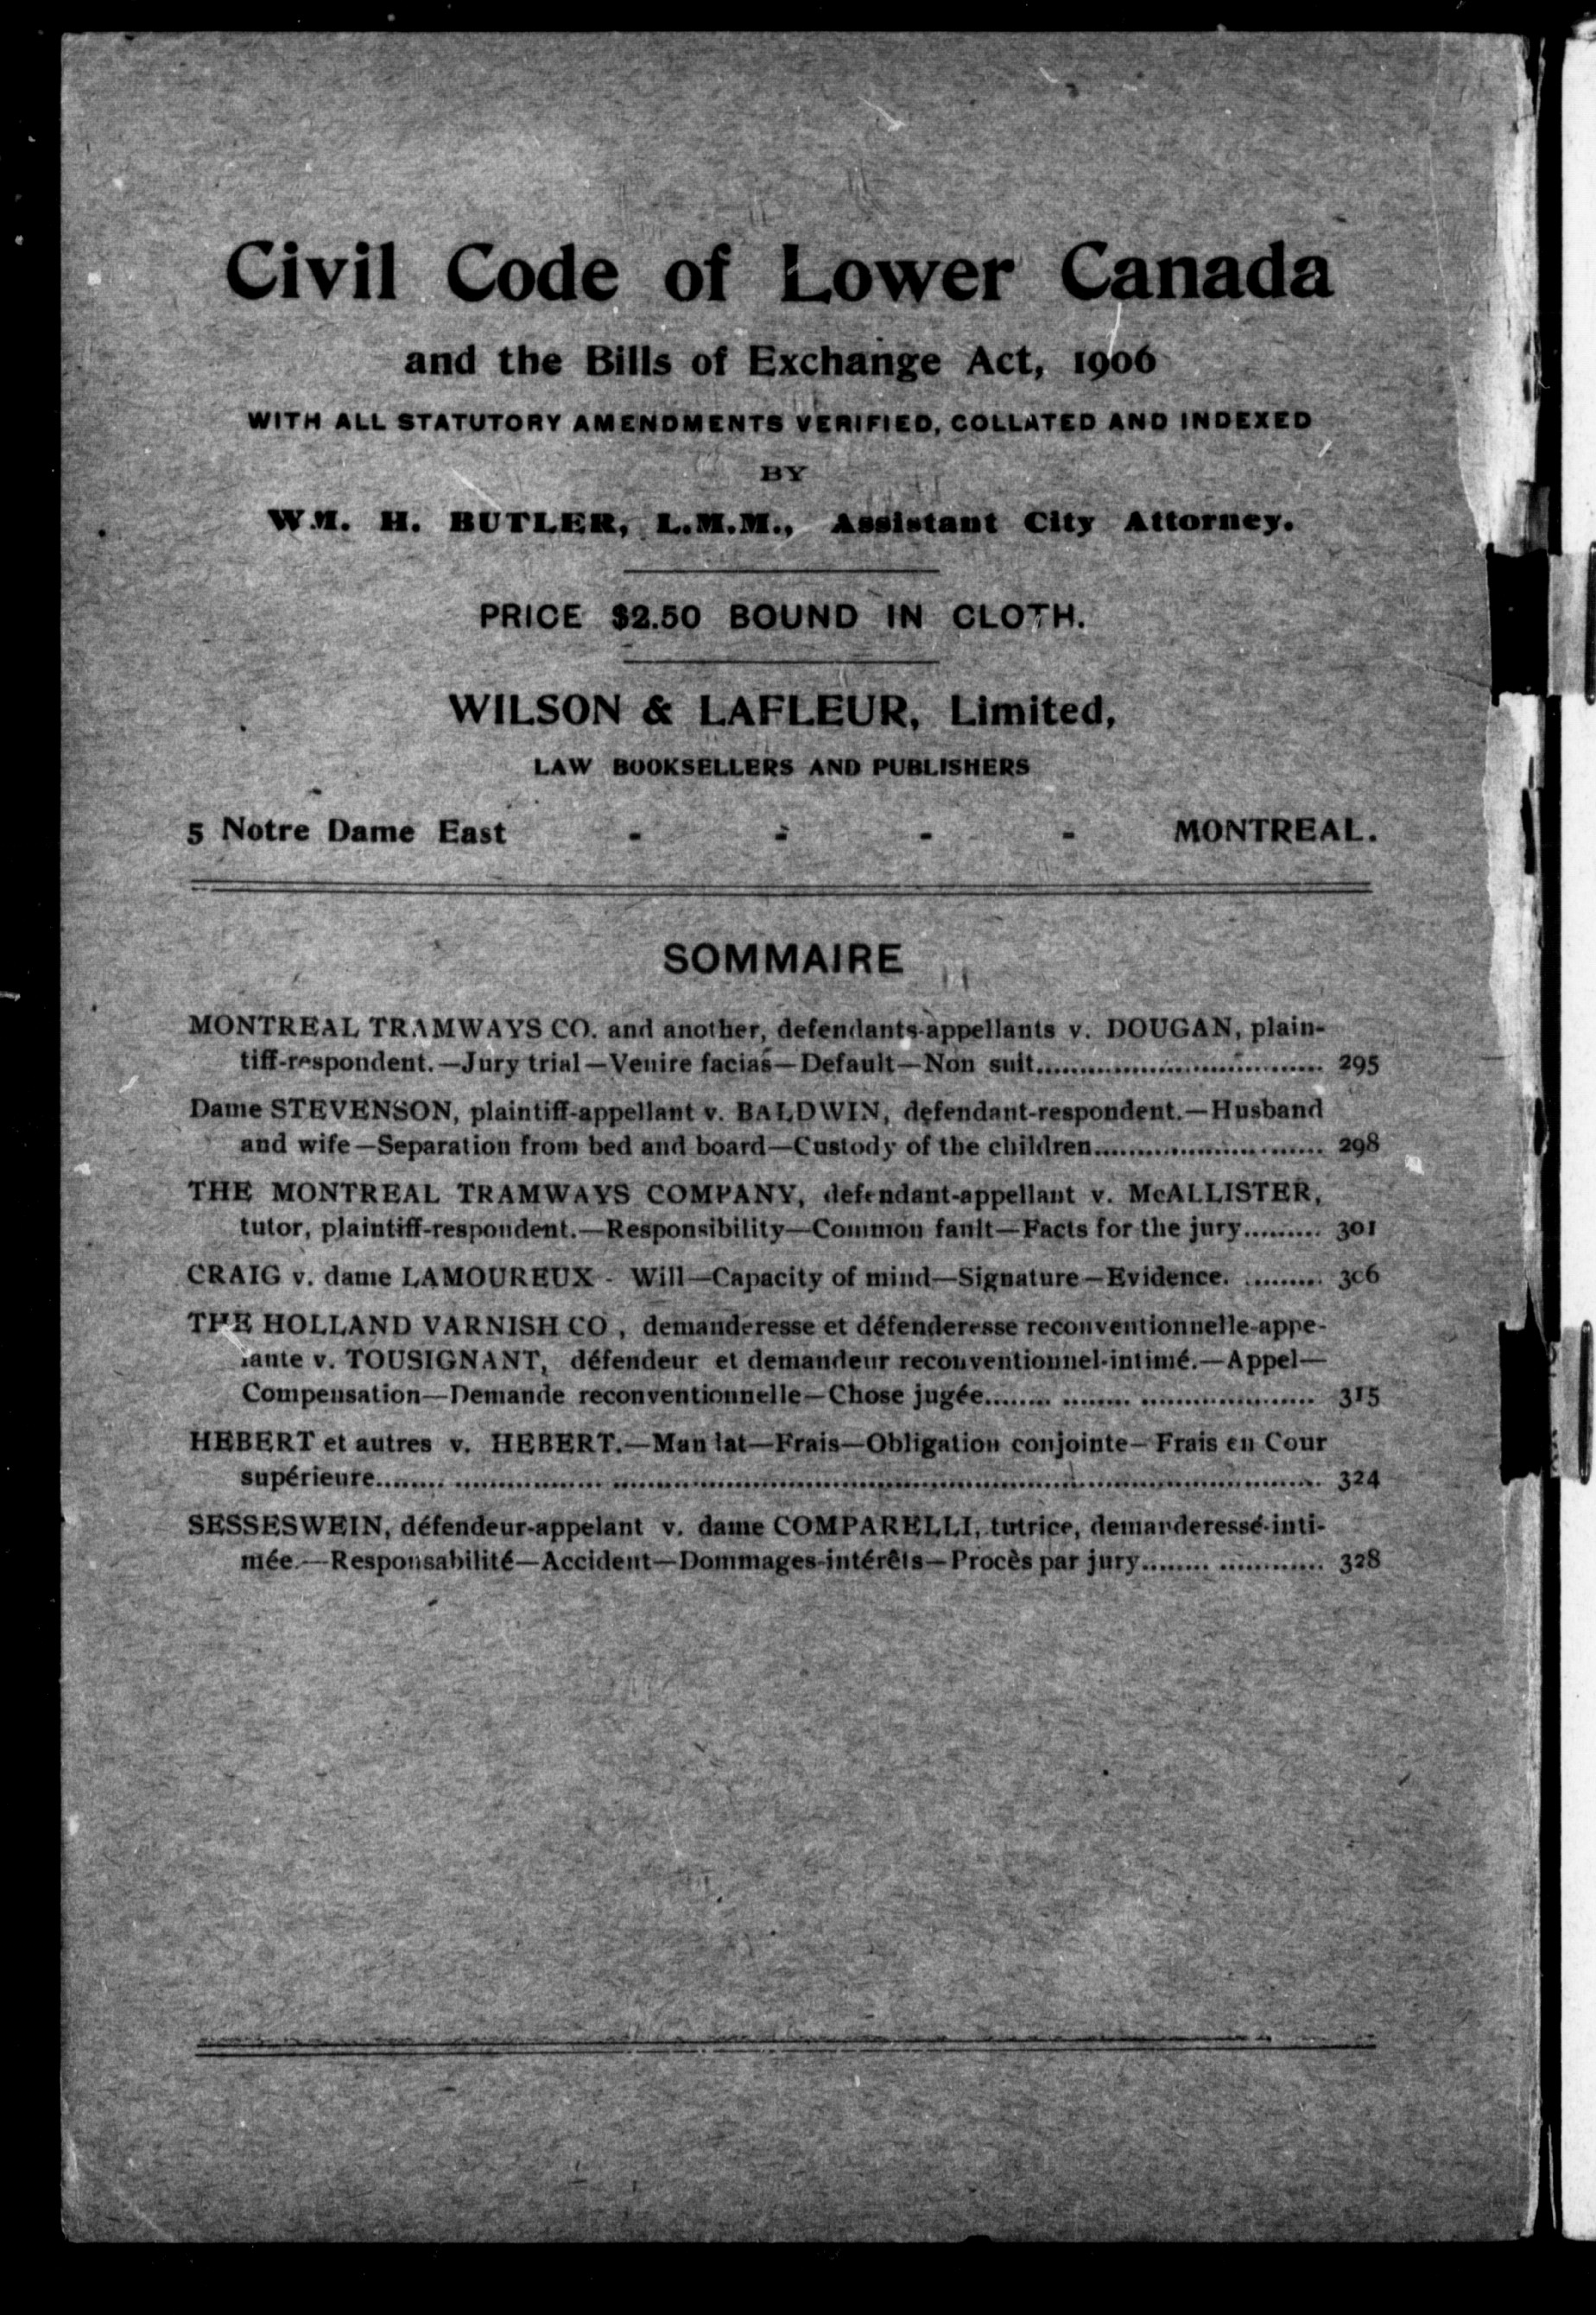 Civil Code of Lower Canada
and the Bills of Exchange Act, 1906
WITH ALL STATUTORY AMENDMENTS VERIFIED, COLLATED AND INDEXED
BY
WM. H. BUTLER, L.M.M., Assistant City Attorney.
PRICE $2.50 BOUND IN CLOTH.
WILSON & LAFLEUR, Limited,
LAW BOOKSELLERS AND PUBLISHERS
5 Notre Dame East - - - - MONTREAL.
SOMMAIRE
MONTREAL TRAMWAYS CO. and another, defendants-appellants v. DOUGAN, plain-
tiff-respondent.—Jury trial—Venire facias—Default—Non suit.............................. 295
Dame STEVENSON, plaintiff-appellant v. BALDWIN, defendant-respondent.—Husband
and wife—Separation from bed and board—Custody of the children........................ 298
THE MONTREAL TRAMWAYS COMPANY, defendant-appellant v. McALLISTER,
tutor, plaintiff-respondent.—Responsibility—Common fault—Facts for the jury......... 301
CRAIG v. dame LAMOUREUX - Will—Capacity of mind—Signature—Evidence. ......... 306
THE HOLLAND VARNISH CO , demanderesse et défenderesse reconventionnelle-appe-
lante v. TOUSIGNANT, défendeur et demandeur reconventionnel-intimé.—Appel—
Compensation—Demande reconventionnelle—Chose jugée........ ........ ................... 315
HEBERT et autres v. HEBERT.—Mandat—Frais—Obligation conjointe—Frais en Cour
supérieure........ ................. ........................................................................... 324
SESSESWEIN, défendeur-appelant v. dame COMPARELLI, tutrice, demanderesse-inti-
mée.—Responsabilité—Accident—Dommages-intérêts—Procès par jury........ ............ 328